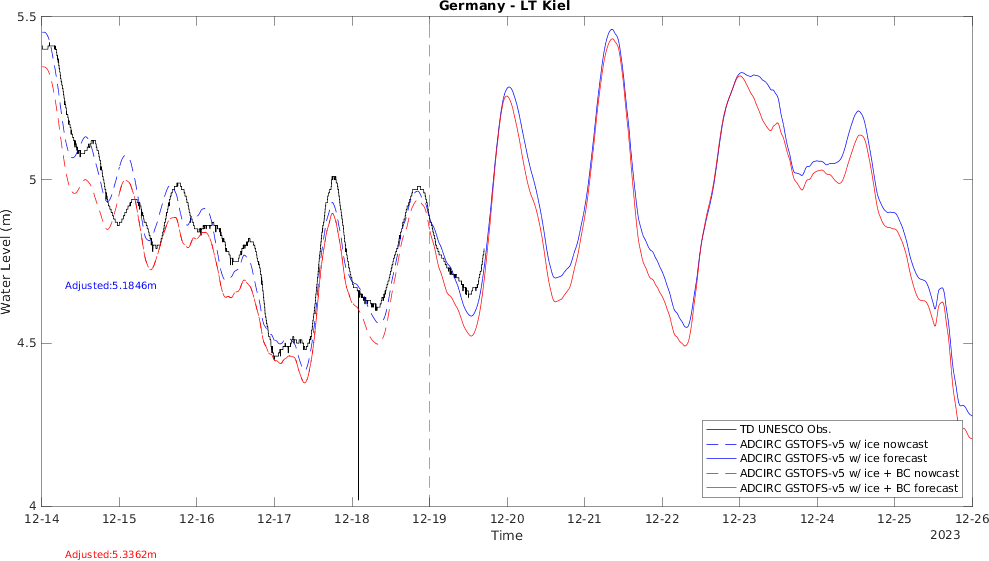 Germany - LT Kiel
5.5
5
4.5
4
Water Level (m)
Adjusted:5.1846m
TD UNESCO Obs.
ADCIRC GSTOFS-v5 w/ ice nowcast
ADCIRC GSTOFS-v5 w/ ice forecast
ADCIRC GSTOFS-v5 w/ ice + BC nowcast
ADCIRC GSTOFS-v5 w/ ice + BC forecast
12-14 12-15 12-16 12-17 12-18 12-19 12-20 12-21 12-22 12-23 12-24 12-25 12-26
Time
2023
Adjusted:5.3362m